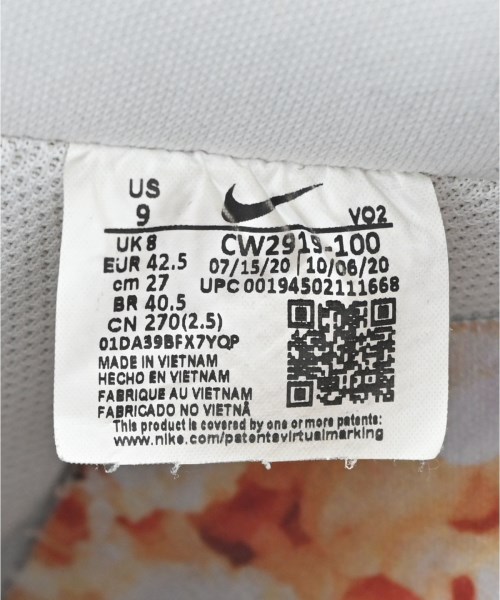 US
9
VO2
UK 8
CW2919-100
EUR 42.5
07/15/20 | 10/06/20
cm 27
UPC 00194502111668
BR 40.5
CN 270(2.5)
01DA39BFX7YQP
MADE IN VIETNAM
HECHO EN VIETNAM
FABRIQUE AU VIETNAM
FABRICADO NO VIETNÃ
This product is covered by one or more patents:
www.nike.com/patentsvirtualmarking